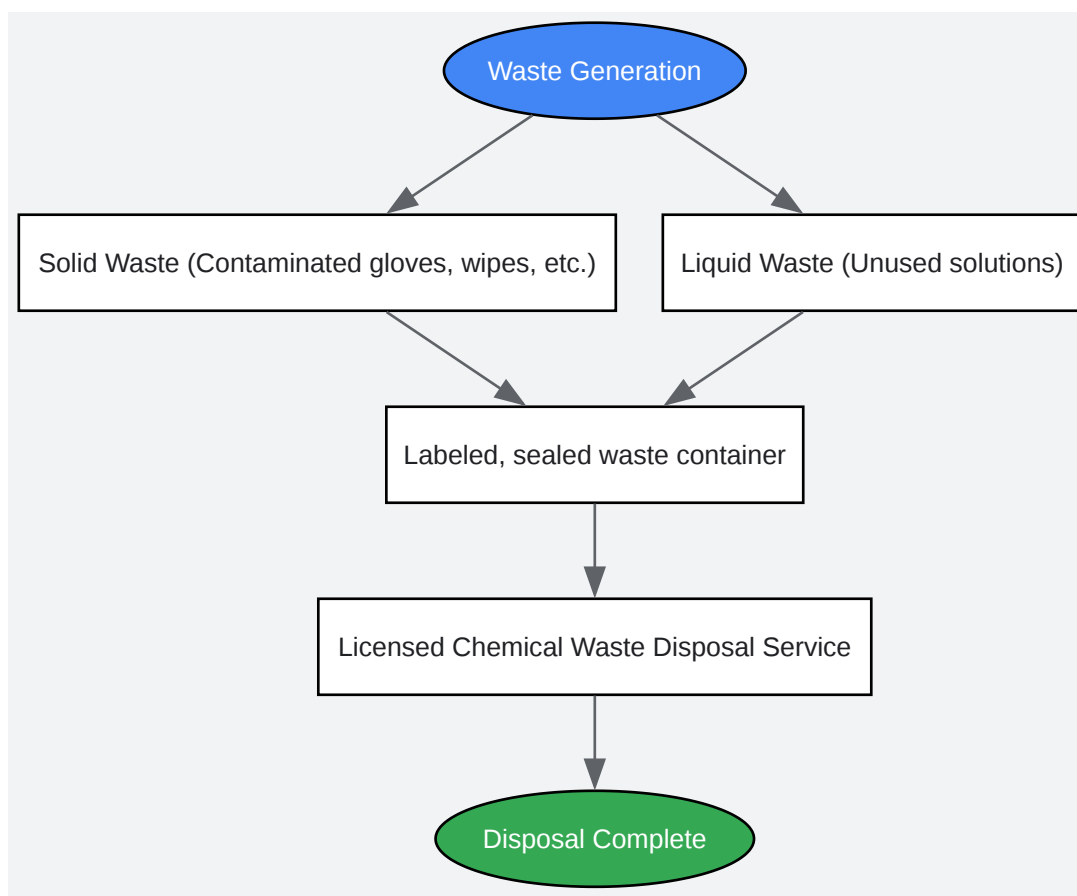 Waste Generation
Solid Waste (Contaminated gloves, wipes, etc.)
Liquid Waste (Unused solutions)
Labeled, sealed waste container
Licensed Chemical Waste Disposal Service
Disposal Complete